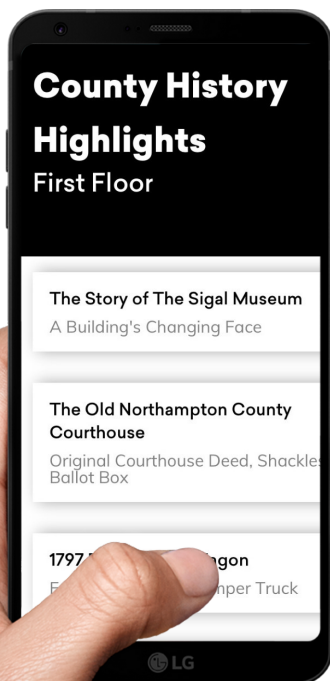 County History
Highlights
First Floor
The Story of The Sigal Museum
A Building's Changing Face
The Old Northampton County
Courthouse
Original Courthouse Deed, Shackles
Ballot Box
1797
Truck
LG